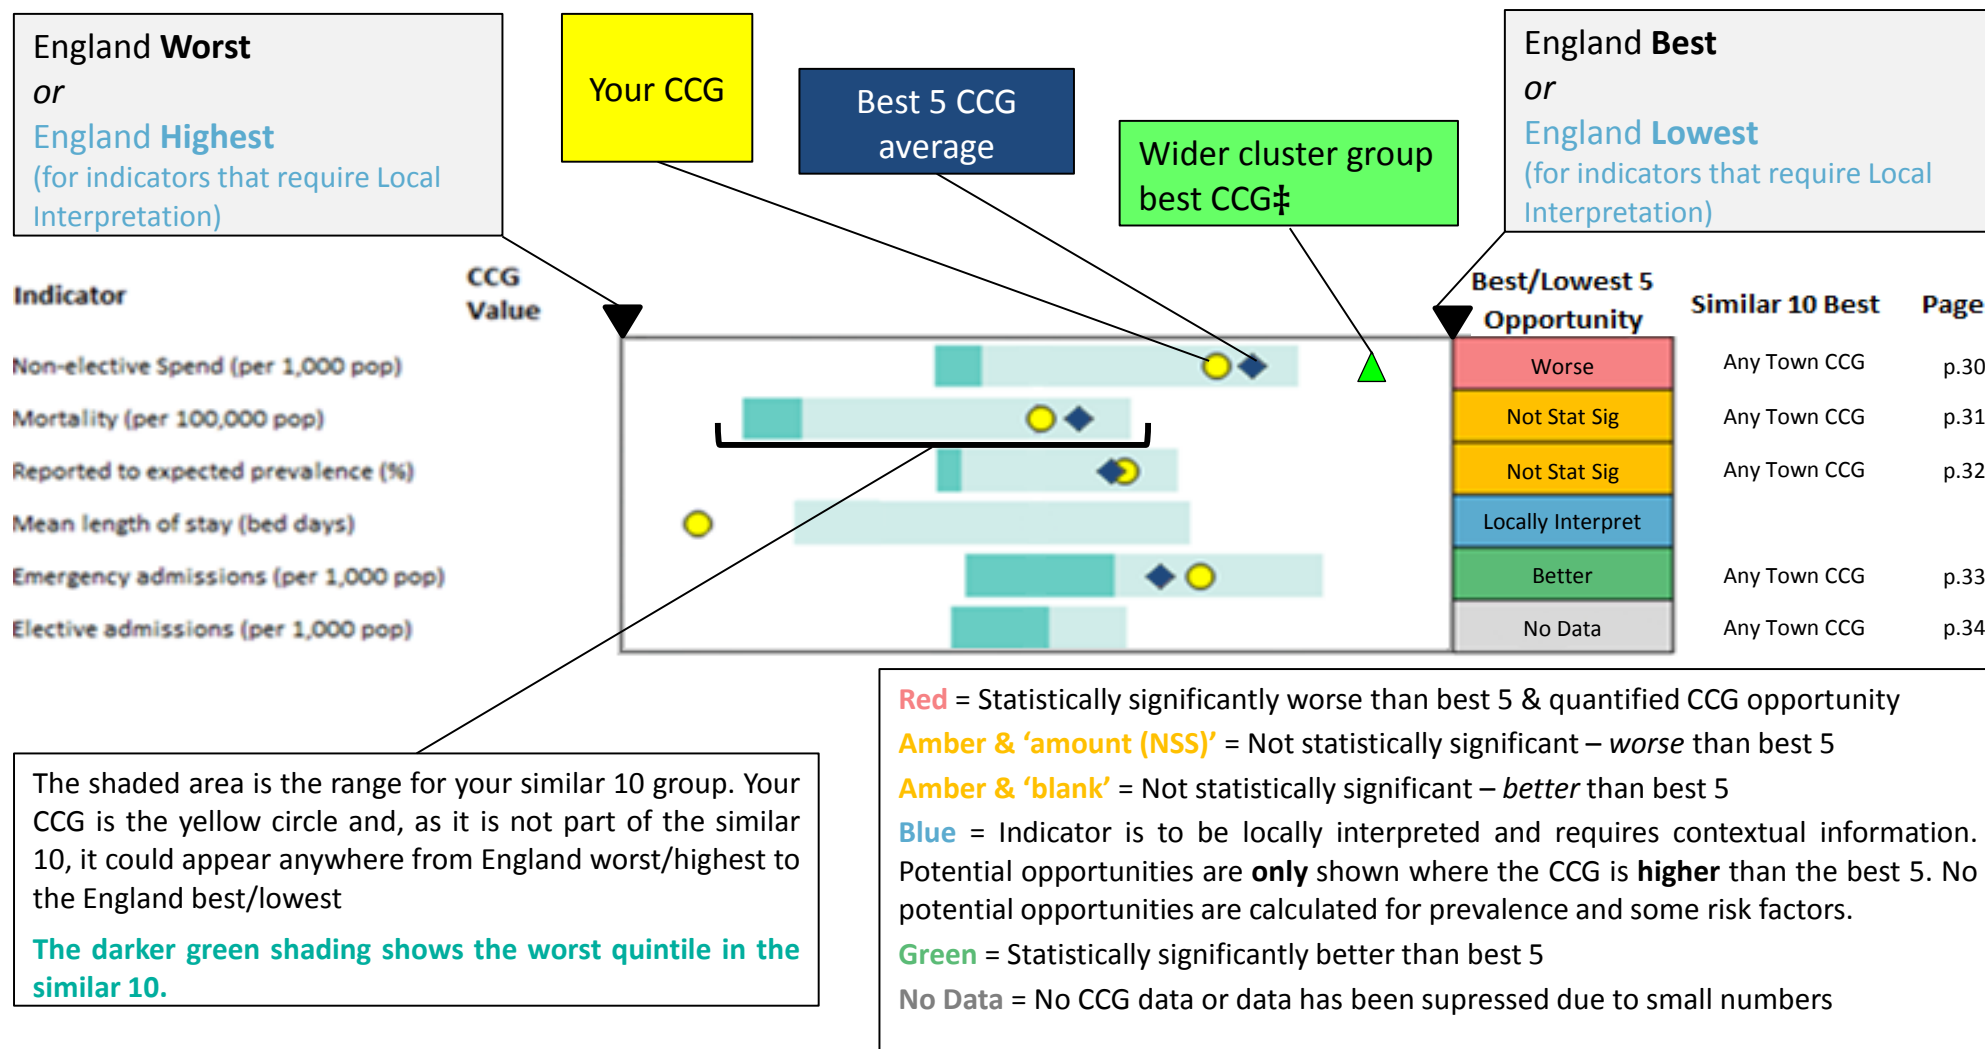 England Worst
or
England Highest
(for indicators that require Local
Interpretation)
Your CCG
Best 5 CCG
average
Wider cluster group
best CCG‡
England Best
or
England Lowest
(for indicators that require Local
Interpretation)
Indicator
CCG
Value
Best/Lowest 5
Opportunity
Similar 10 Best
Page
Non-elective Spend (per 1,000 pop)
Worse
Any Town CCG
p.30
Mortality (per 100,000 pop)
Not Stat Sig
Any Town CCG
p.31
Reported to expected prevalence (%)
Not Stat Sig
Any Town CCG
p.32
Mean length of stay (bed days)
Locally Interpret
Emergency admissions (per 1,000 pop)
Better
Any Town CCG
p.33
Elective admissions (per 1,000 pop)
No Data
Any Town CCG
p.34
The shaded area is the range for your similar 10 group. Your
CCG is the yellow circle and, as it is not part of the similar
10, it could appear anywhere from England worst/highest to
the England best/lowest
The darker green shading shows the worst quintile in the
similar 10.
Red = Statistically significantly worse than best 5 & quantified CCG opportunity
Amber & ‘amount (NSS)’ = Not statistically significant – worse than best 5
Amber & ‘blank’ = Not statistically significant – better than best 5
Blue = Indicator is to be locally interpreted and requires contextual information.
Potential opportunities are only shown where the CCG is higher than the best 5. No
potential opportunities are calculated for prevalence and some risk factors.
Green = Statistically significantly better than best 5
No Data = No CCG data or data has been supressed due to small numbers